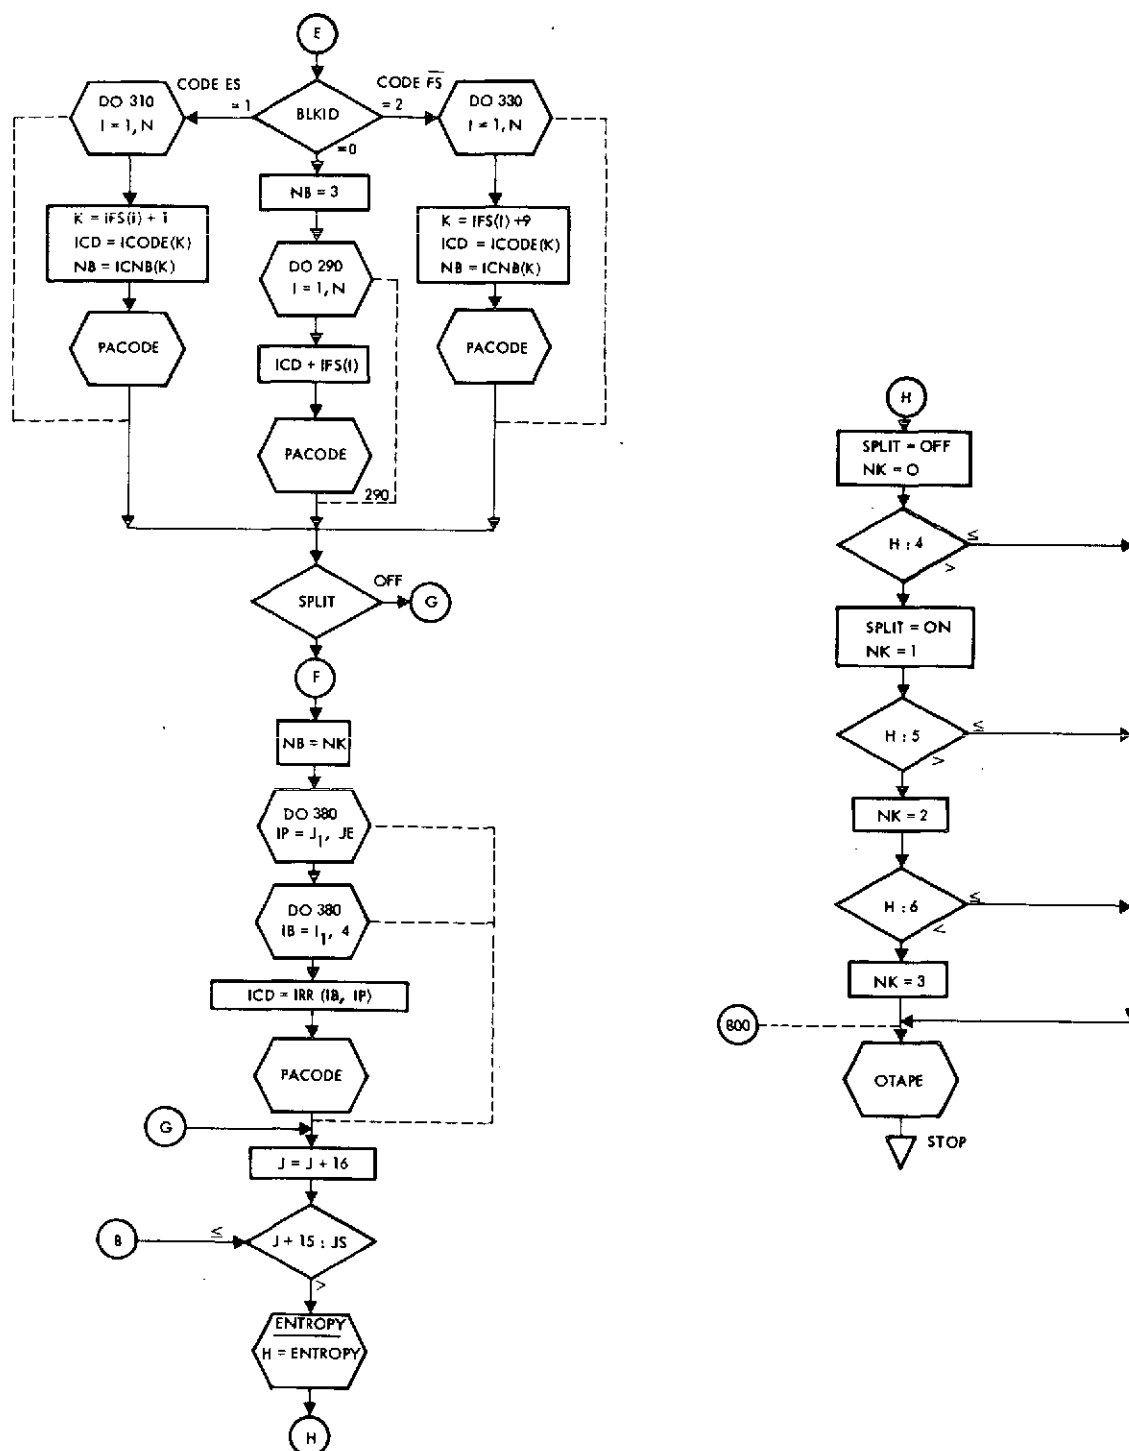 E
CODE ES
= 1
BLKID
CODE F̅S̅
= 2
=0
DO 310
I = 1, N
DO 330
I = 1, N
NB = 3
K = IFS(I) + 1
ICD = ICODE(K)
NB = ICNB(K)
DO 290
I = 1, N
K = IFS(I) +9
ICD = ICODE(K)
NB = ICNB(K)
PACODE
ICD + IFS(I)
PACODE
PACODE
290
SPLIT
OFF
G
F
NB = NK
DO 380
IP = J1, JE
DO 380
IB = I1, 4
ICD = IRR (IB, IP)
PACODE
G
J = J + 16
B
≤
J + 15 : JS
>
ENTROPY
H = ENTROPY
H
H
SPLIT = OFF
NK = 0
H : 4
≤
>
SPLIT = ON
NK = 1
H : 5
≤
>
NK = 2
H : 6
≤
<
NK = 3
800
OTAPE
STOP